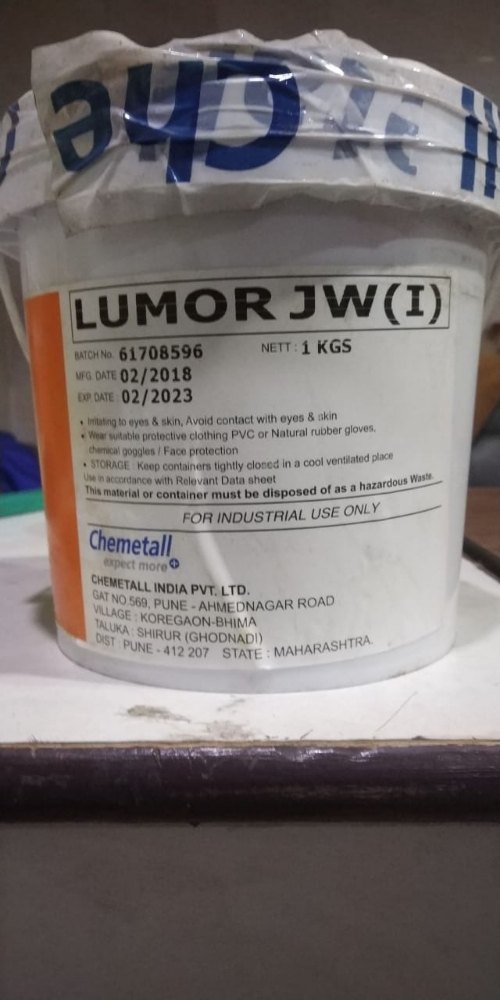 che
LUMOR JW(I)
BATCH No. 61708596 NETT : 1 KGS
MFG. DATE 02/2018
EXP. DATE : 02/2023
• Irritating to eyes & skin, Avoid contact with eyes & skin
• Wear suitable protective clothing PVC or Natural rubber gloves,
chemical goggles / Face protection
• STORAGE : Keep containers tightly closed in a cool ventilated place
Use in accordance with Relevant Data sheet
This material or container must be disposed of as a hazardous Waste.
FOR INDUSTRIAL USE ONLY
Chemetall
expect more+
CHEMETALL INDIA PVT. LTD.
GAT NO.569, PUNE - AHMEDNAGAR ROAD
VILLAGE : KOREGAON-BHIMA
TALUKA : SHIRUR (GHODNADI)
DIST : PUNE - 412 207 STATE : MAHARASHTRA.